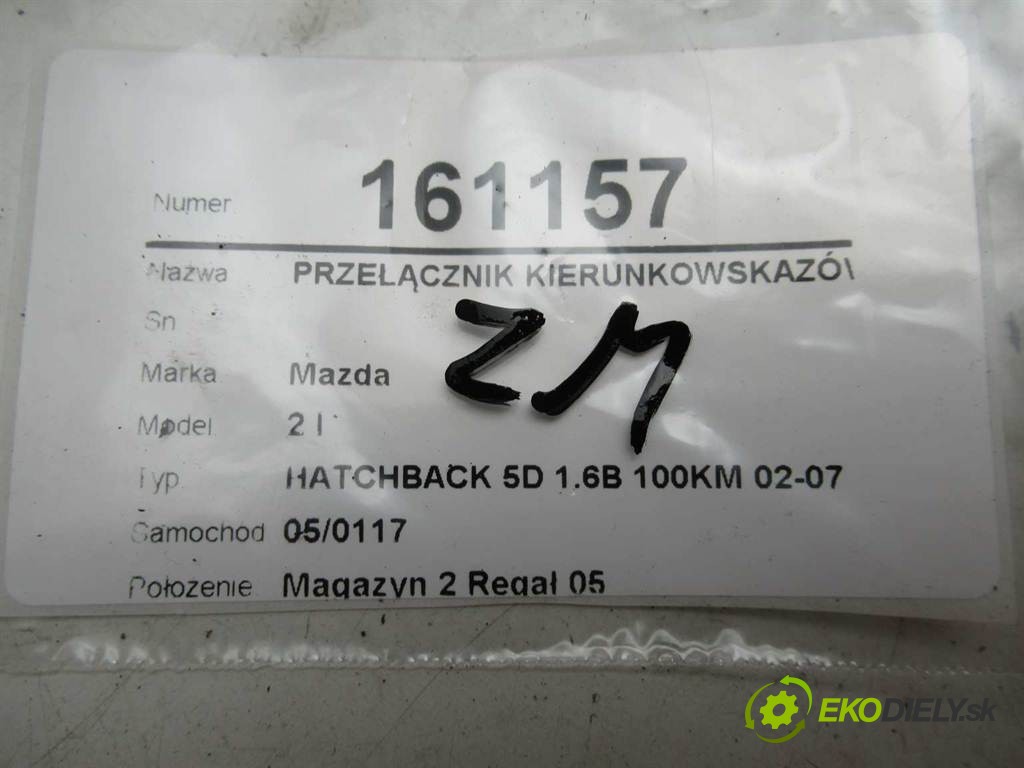 Numer 161157
Nazwa PRZEŁĄCZNIK KIERUNKOWSKAZÓ
Sn
Marka Mazda
Model 2 I
Typ HATCHBACK 5D 1.6B 100KM 02-07
Samochod 05/0117
Położenie Magazyn 2 Regał 05
ZM
EKODIELY.sk